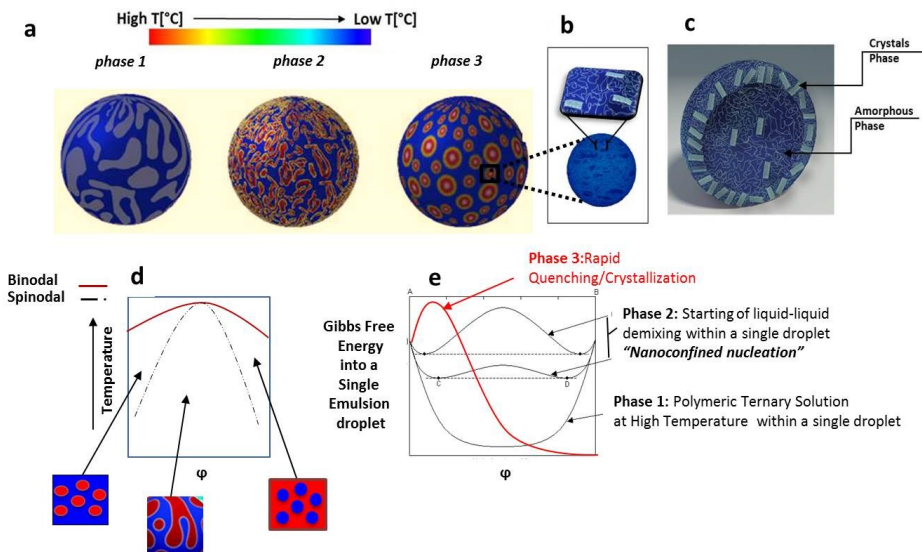 High T[°C]
Low T[°C]
a
phase 1
phase 2
phase 3
b
c
Crystals
Phase
Amorphous
Phase
d
Binodal
Spinodal
Temperature
φ
e
Phase 3:Rapid
Quenching/Crystallization
Gibbs Free
Energy
into a
Single
Emulsion
droplet
A
B
C
D
φ
Phase 2: Starting of liquid-liquid
demixing within a single droplet
“Nanoconfined nucleation”
Phase 1: Polymeric Ternary Solution
at High Temperature within a single droplet